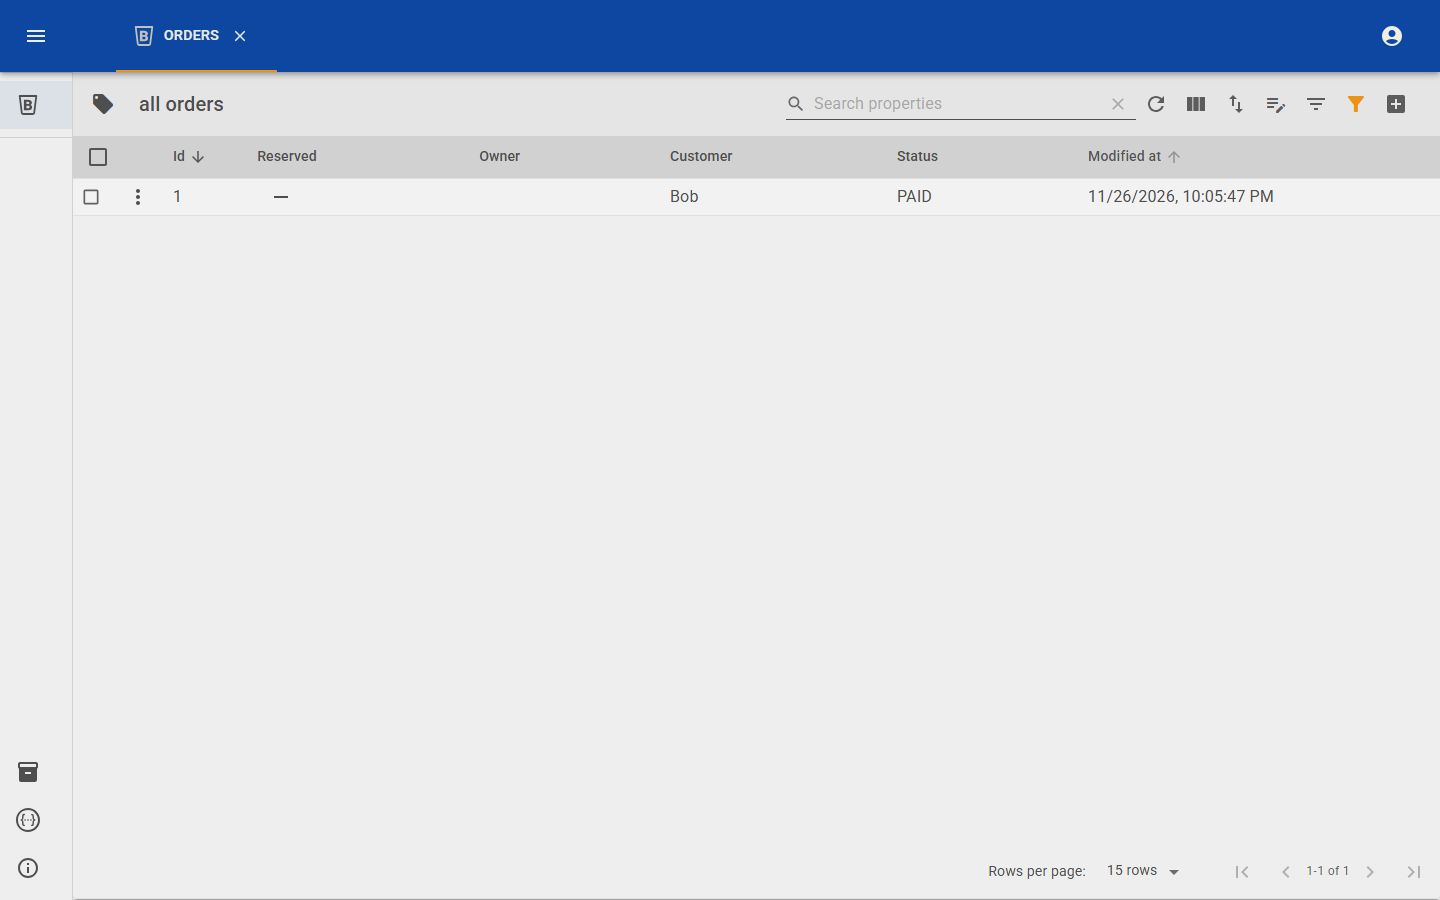 ORDERS
all orders
Search properties
Id Reserved Owner Customer Status Modified at
1 — Bob PAID 11/26/2026, 10:05:47 PM
Rows per page: 15 rows 1-1 of 1